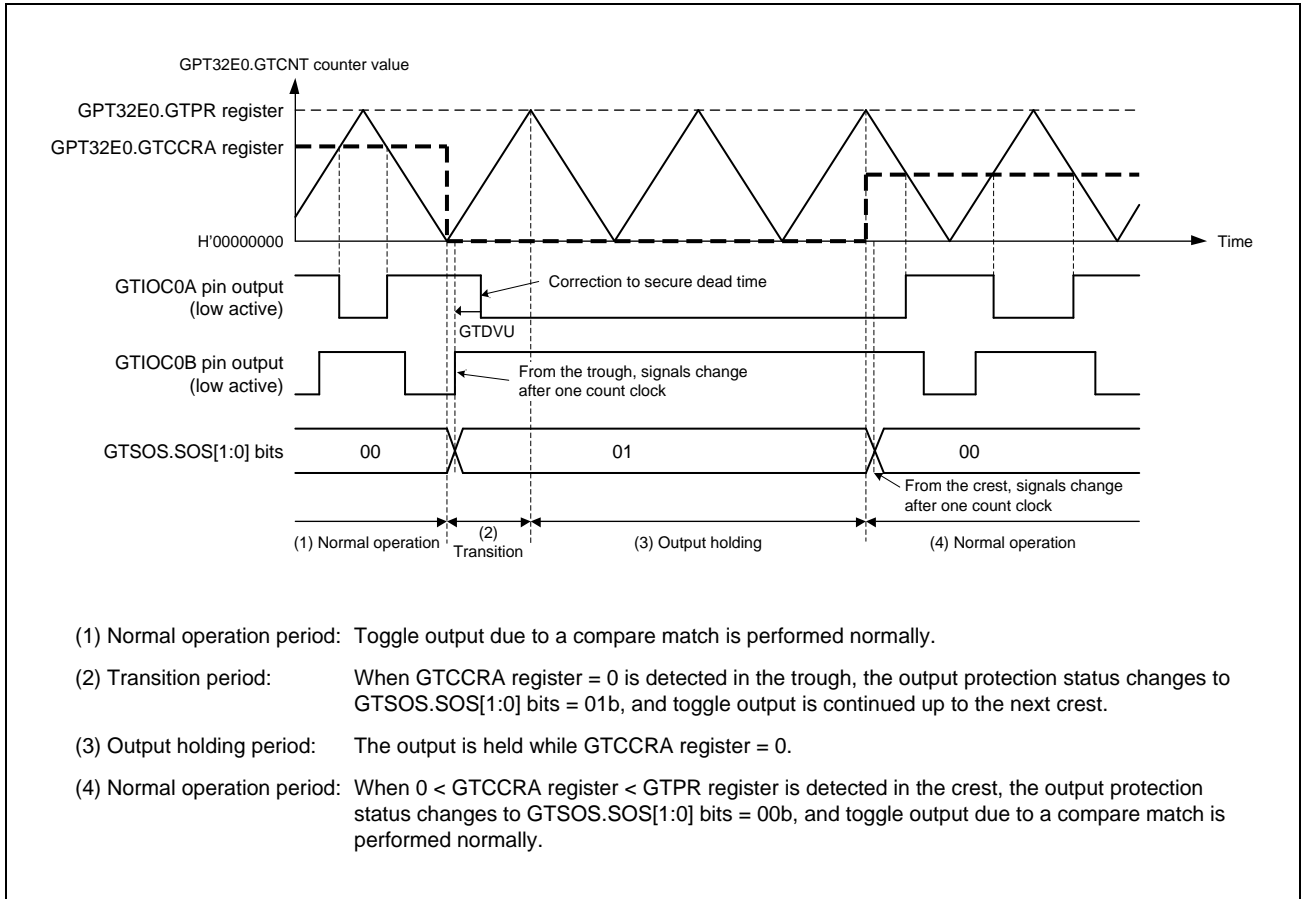 GPT32E0.GTCNT counter value
GPT32E0.GTPR register
GPT32E0.GTCCRA register
H'00000000
Time
GTIOC0A pin output
(low active)
Correction to secure dead time
GTDVU
GTIOC0B pin output
(low active)
From the trough, signals change
after one count clock
GTSOS.SOS[1:0] bits
00
01
00
From the crest, signals change
after one count clock
(1) Normal operation
(2)
Transition
(3) Output holding
(4) Normal operation
(1) Normal operation period: Toggle output due to a compare match is performed normally.
(2) Transition period: When GTCCRA register = 0 is detected in the trough, the output protection status changes to
GTSOS.SOS[1:0] bits = 01b, and toggle output is continued up to the next crest.
(3) Output holding period: The output is held while GTCCRA register = 0.
(4) Normal operation period: When 0 < GTCCRA register < GTPR register is detected in the crest, the output protection
status changes to GTSOS.SOS[1:0] bits = 00b, and toggle output due to a compare match is
performed normally.